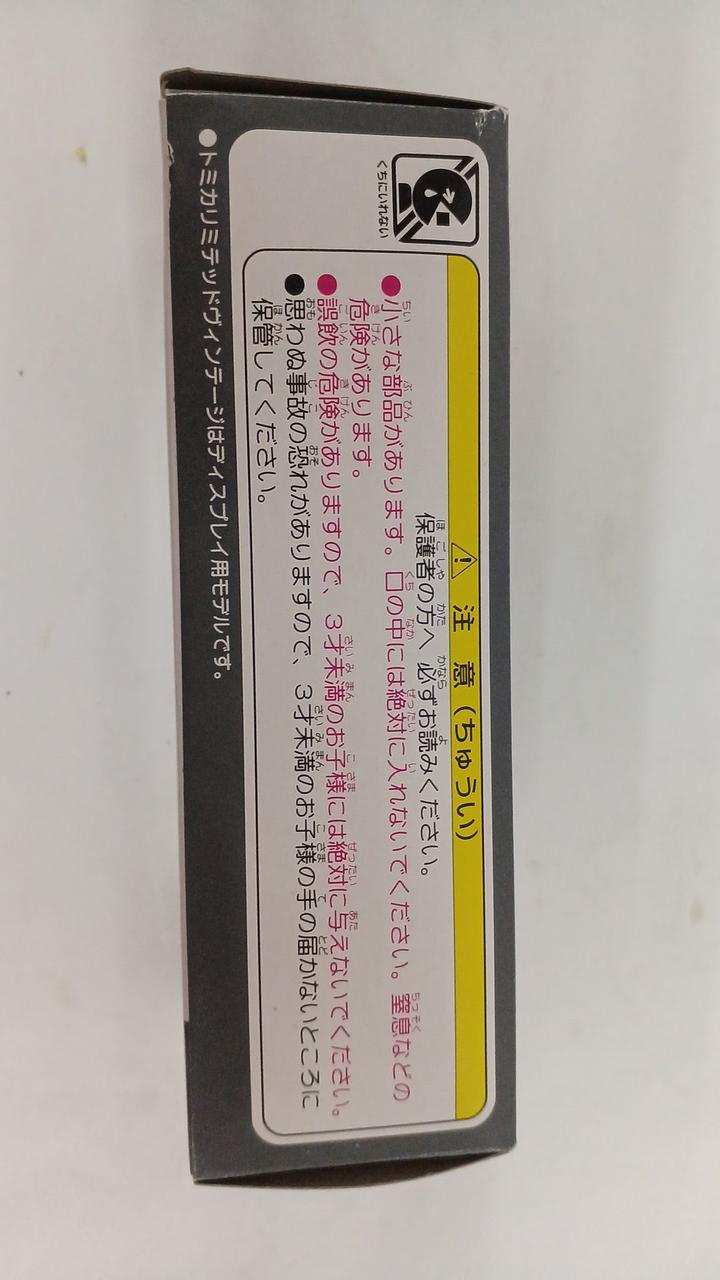 くちにいれない
⚠ 注意(ちゅうい)
保護者の方へ 必ずお読みください。
●小さな部品があります。口の中には絶対に入れないでください。窒息などの
危険があります。
●誤飲の危険がありますので、3才未満のお子様には絶対に与えないでください。
●思わぬ事故の恐れがありますので、3才未満のお子様の手の届かないところに
保管してください。
●トミカリミテッドヴィンテージはディスプレイ用モデルです。